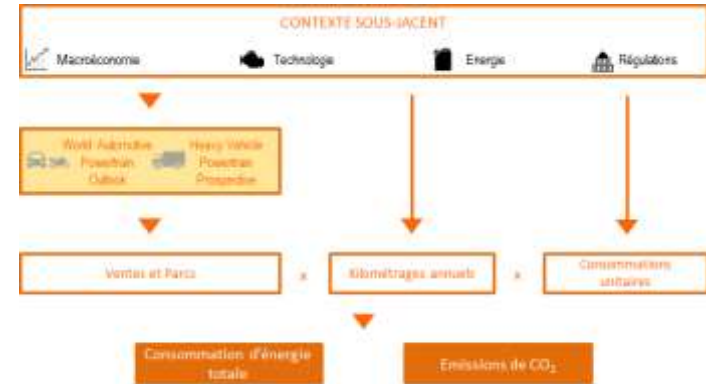 CONTEXTE SOUS-JACENT
Macroéconomie
Technologie
Energie
Régulations
World Automotive
Powertrain
Outlook
Heavy Vehicle
Powertrain
Prospective
Ventes et Parcs
x
Kilométrages annuels
x
Consommations
unitaires
Consommation d'énergie
totale
Emissions de CO₂